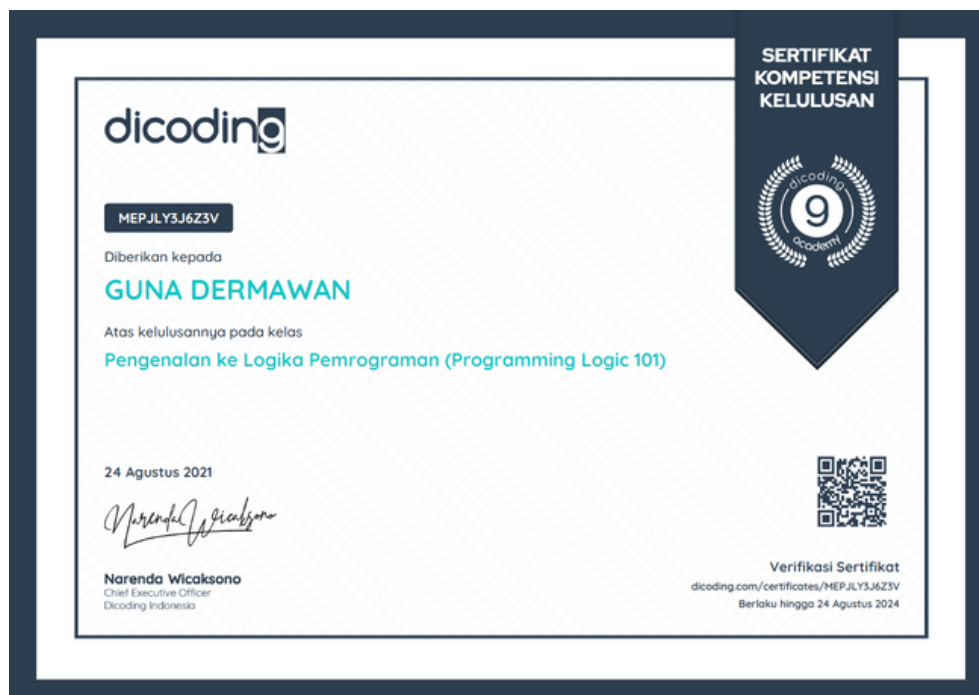 SERTIFIKAT
KOMPETENSI
KELULUSAN
dicoding
dicoding
9
academy
MEPJLY3J6Z3V
Diberikan kepada
GUNA DERMAWAN
Atas kelulusannya pada kelas
Pengenalan ke Logika Pemrograman (Programming Logic 101)
24 Agustus 2021
Narenda Wicaksono
Narenda Wicaksono
Chief Executive Officer
Dicoding Indonesia
Verifikasi Sertifikat
dicoding.com/certificates/MEPJLY3J6Z3V
Berlaku hingga 24 Agustus 2024